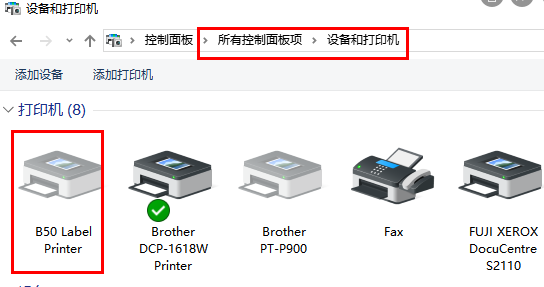 设备和打印机
控制面板 > 所有控制面板项 > 设备和打印机
添加设备 添加打印机
打印机 (8)
B50 Label
Printer
Brother
DCP-1618W
Printer
Brother
PT-P900
Fax
FUJI XEROX
DocuCentre
S2110